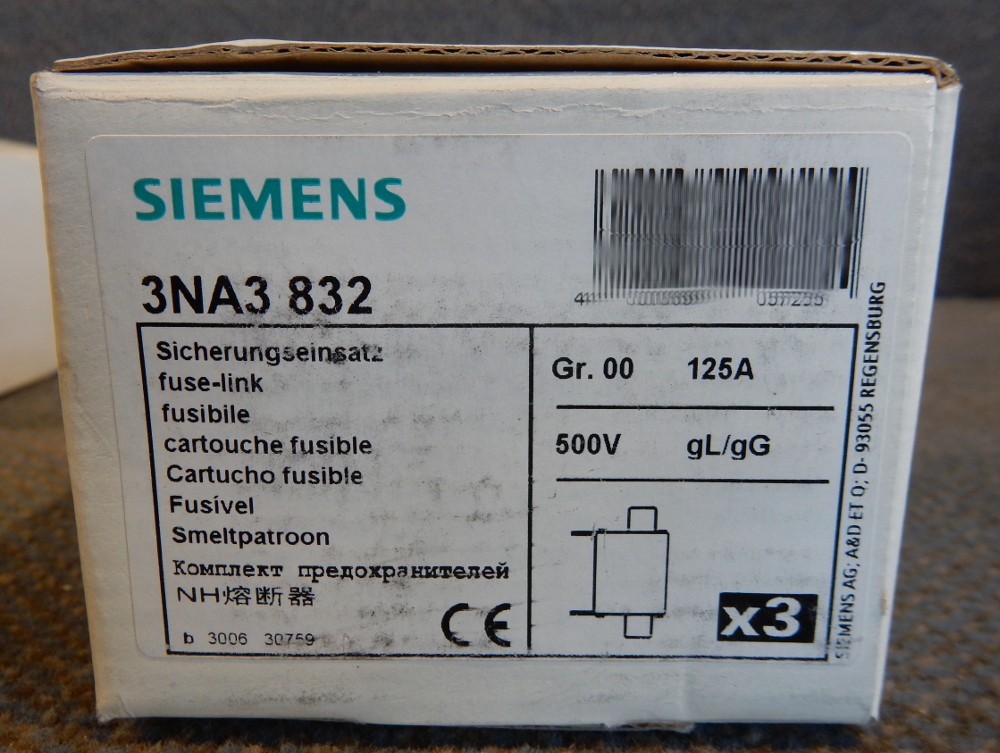 SIEMENS
3NA3 832
Sicherungseinsatz
fuse-link
fusibile
cartouche fusible
Cartucho fusible
Fusível
Smeltpatroon
Комплект предохранителей
NH熔断器
b 3006 30759
CE
Gr. 00 125A
500V gL/gG
x3
SIEMENS AG; A&D ET O; D- 93055 REGENSBURG